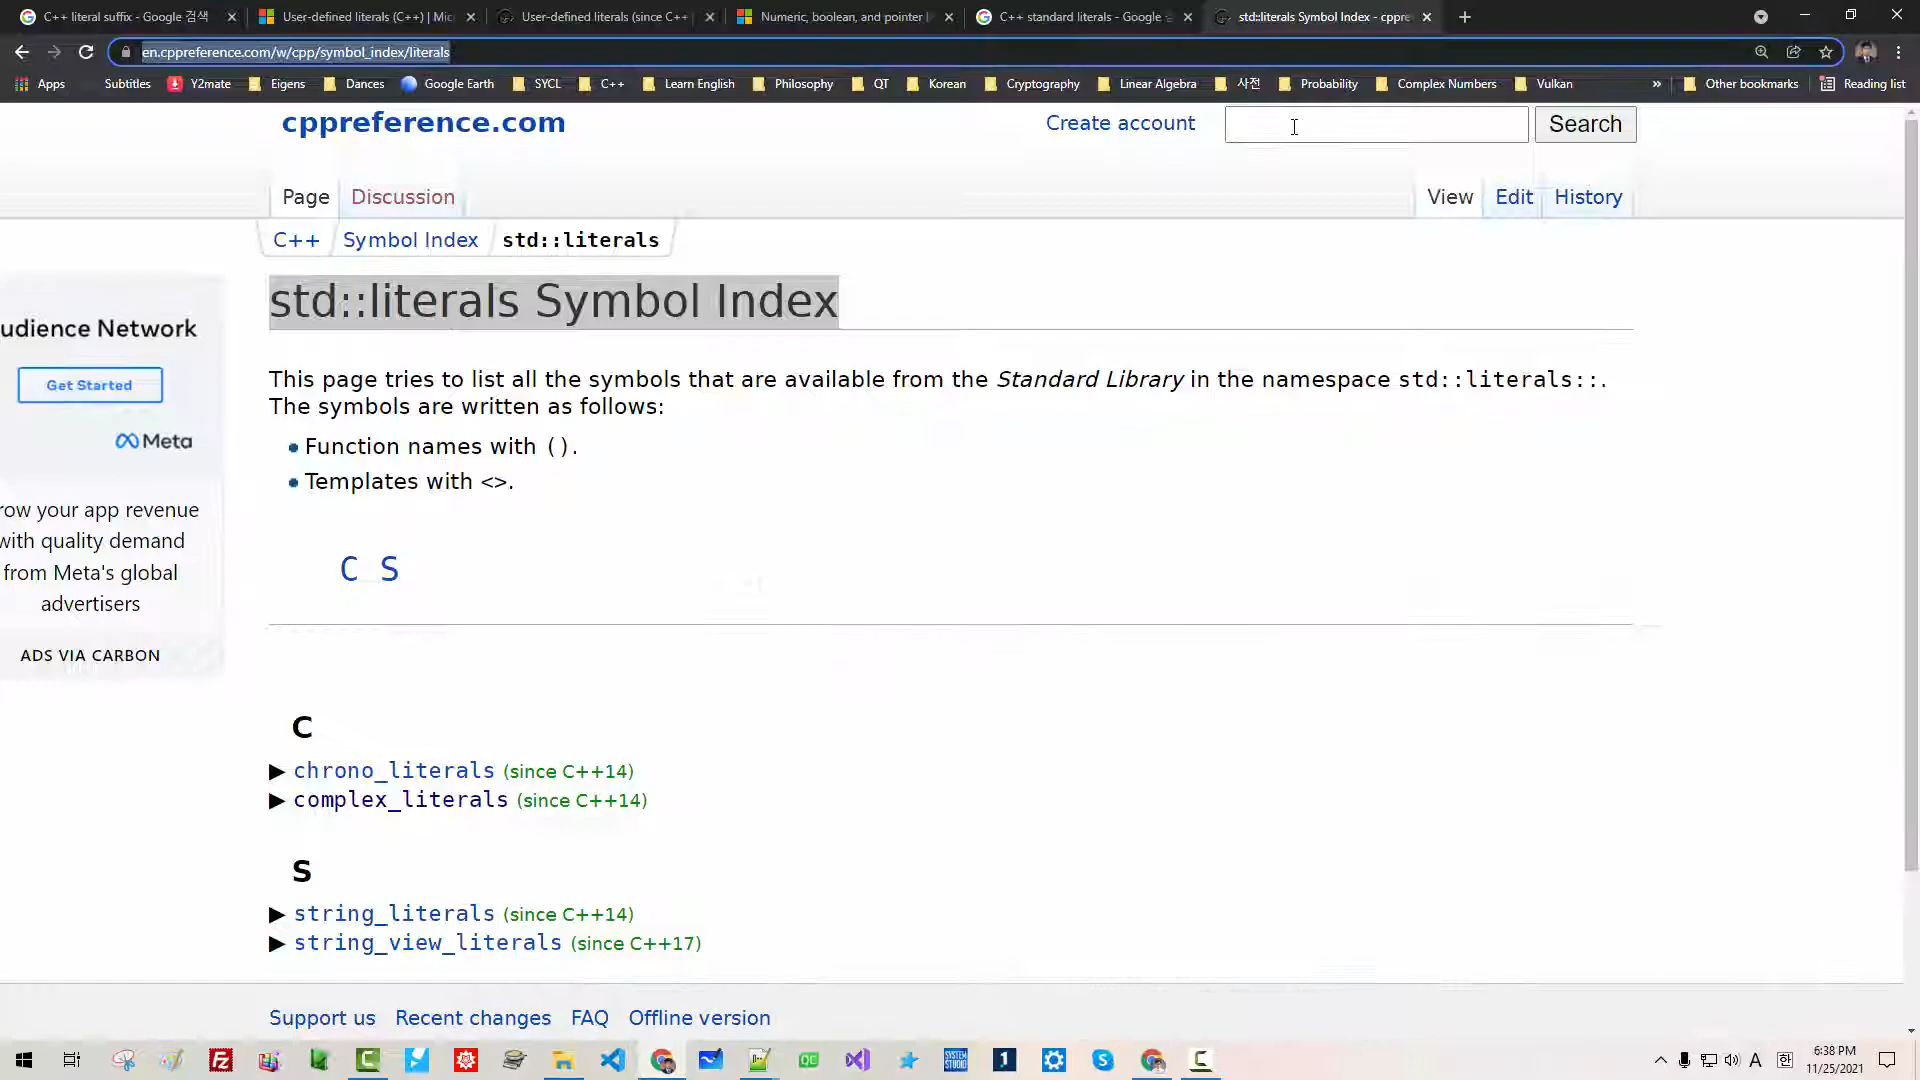 C++ literal suffix - Google 검색
User-defined literals (C++) | Mic
User-defined literals (since C++
Numeric, boolean, and pointer l
C++ standard literals - Google
std::literals Symbol Index - cppre
en.cppreference.com/w/cpp/symbol_index/literals
Apps Subtitles Y2mate Eigens Dances Google Earth SYCL C++ Learn English Philosophy QT Korean Cryptography Linear Algebra 사전 Probability Complex Numbers Vulkan » Other bookmarks Reading list
cppreference.com
Create account
Search
Page Discussion
View Edit History
C++ Symbol Index std::literals
std::literals Symbol Index
This page tries to list all the symbols that are available from the Standard Library in the namespace std::literals::.
The symbols are written as follows:
Function names with ().
Templates with <>.
C S
C
chrono_literals (since C++14)
complex_literals (since C++14)
S
string_literals (since C++14)
string_view_literals (since C++17)
Support us Recent changes FAQ Offline version
udience Network
Get Started
Meta
row your app revenue
with quality demand
from Meta's global
advertisers
ADS VIA CARBON
QC
SYSTEM
STUDIO
1
A 한
6:38 PM
11/25/2021